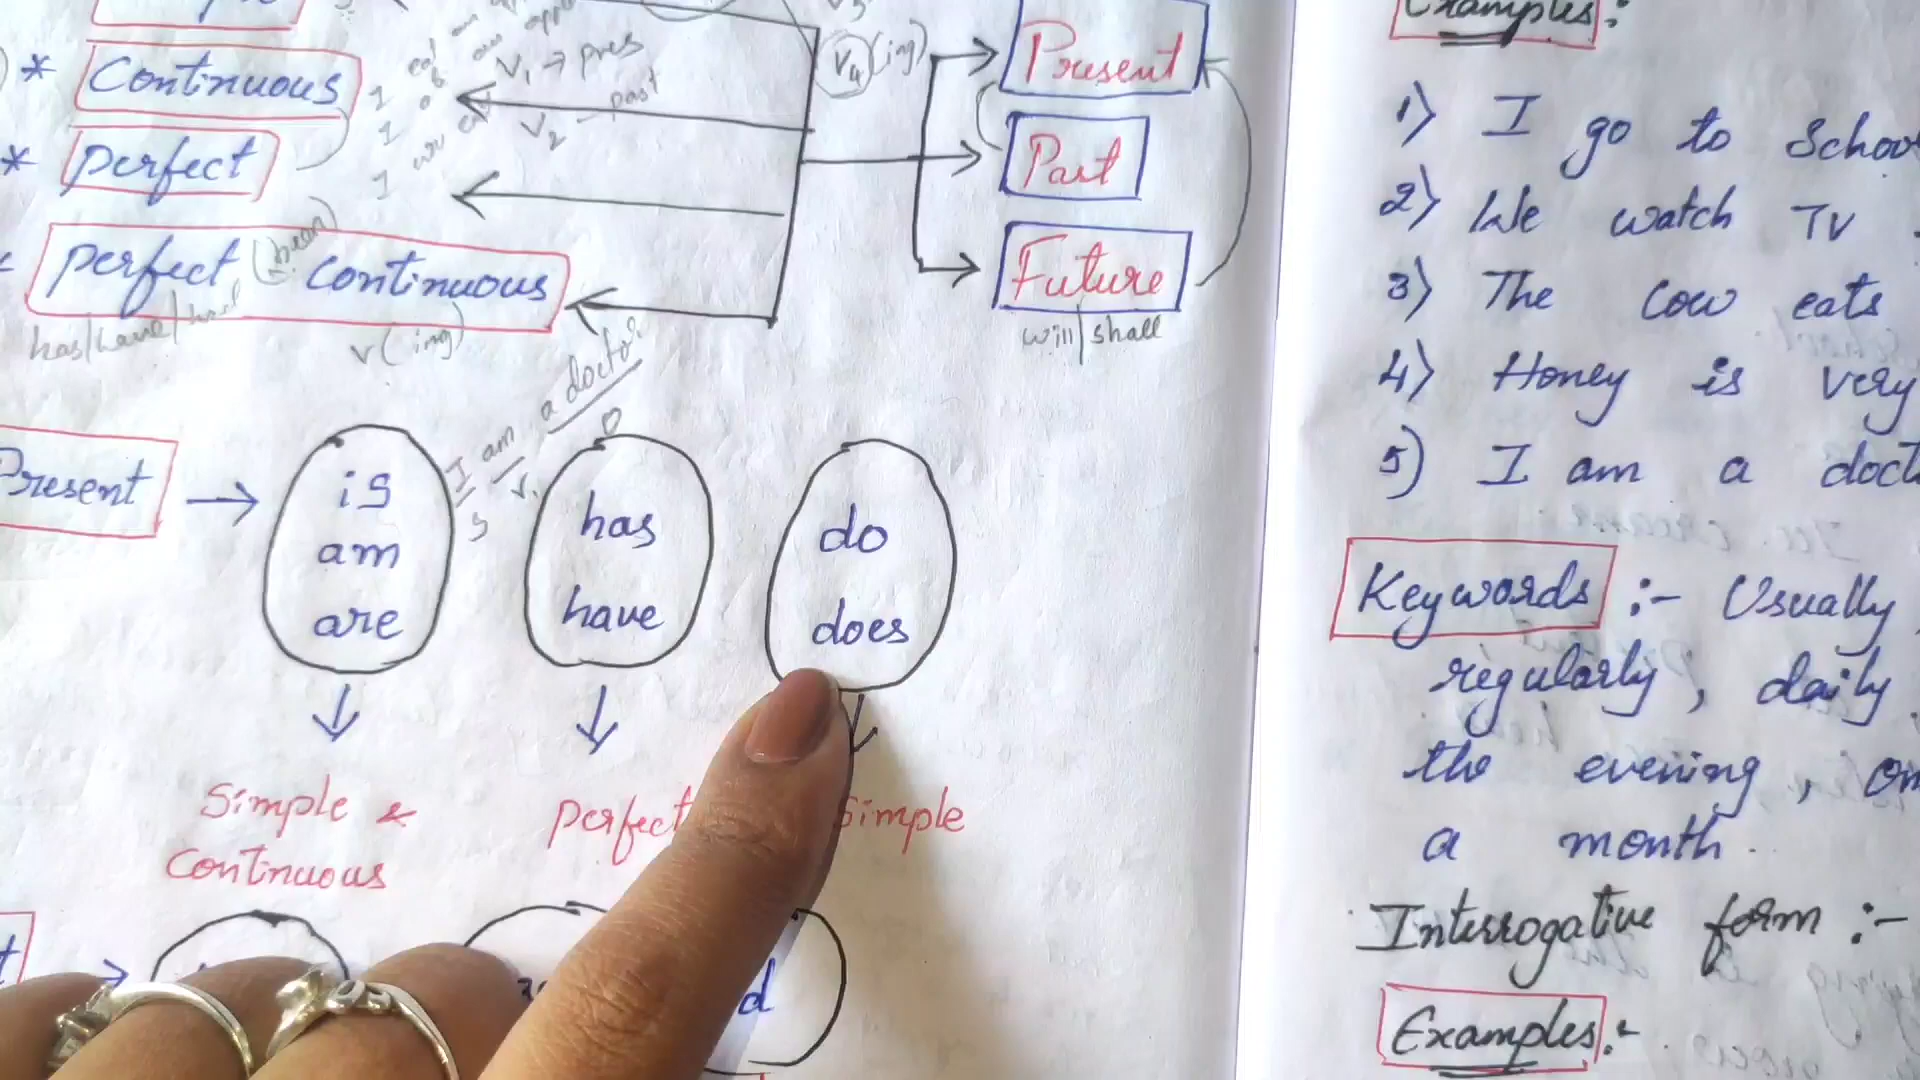 * Continuous
* Perfect
Perfect (been) Continuous
has/have/had
V(ing)
V1 → pres
V2 — past
V4 (ing)
Present
Past
Future
will/shall
I am a doctor
S V O
Present → is am are
has have
do does
Simple &
Continuous
Perfect
Simple
Examples:
1) I go to
2) We watch TV
3) The cow eats
4) Honey is very
5) I am a
Keywords :- Usually
regularly, daily
the evening,
a month.
Interrogative form :-
Examples:-